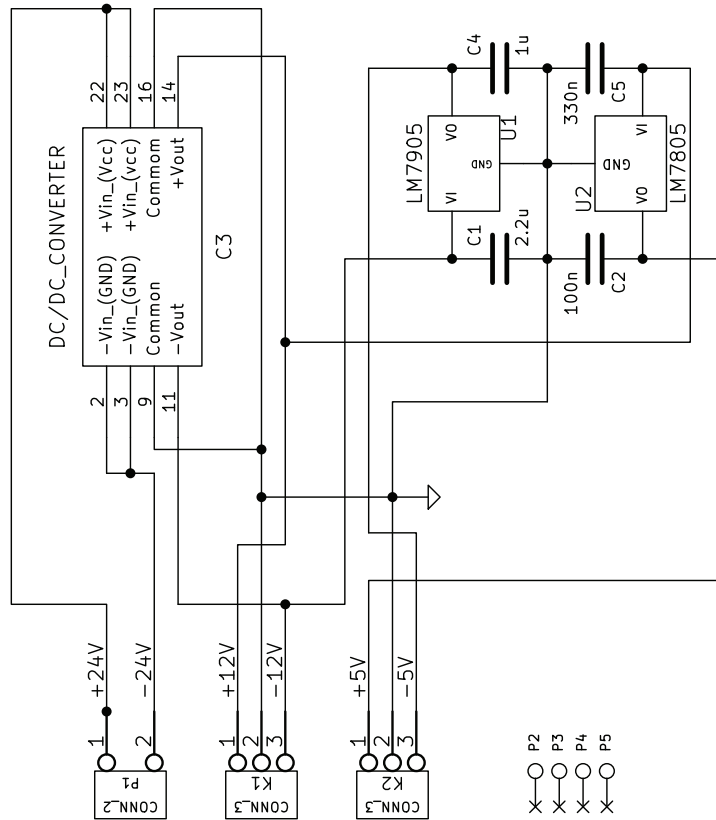 DC/DC_CONVERTER
C3
22
23
16
14
+Vin_(Vcc)
+Vin_(vcc)
Commom
+Vout
-Vin_(GND)
-Vin_(GND)
Common
-Vout
2
3
9
11
C4
1u
330n
C5
LM7905
VO
GND
VI
U1
U2
GND
VI
VO
LM7805
C1
2.2u
100n
C2
+24V
-24V
+12V
-12V
+5V
-5V
1
2
P1
CONN_2
1
2
3
K1
CONN_3
1
2
3
K2
CONN_3
P2
P3
P4
P5